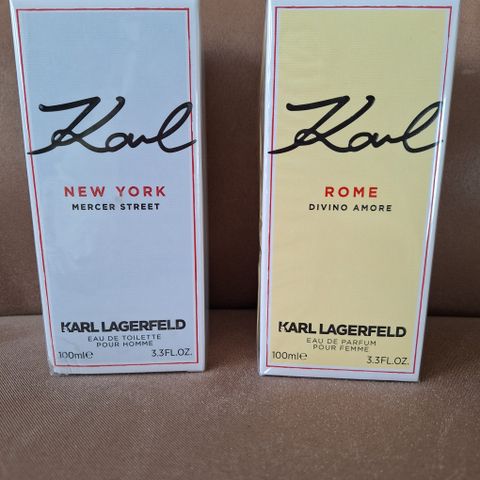 Karl
NEW YORK
MERCER STREET
KARL LAGERFELD
EAU DE TOILETTE
POUR HOMME
100ml e 3.3FL.OZ.
Karl
ROME
DIVINO AMORE
KARL LAGERFELD
EAU DE PARFUM
POUR FEMME
100ml e 3.3FL.OZ.